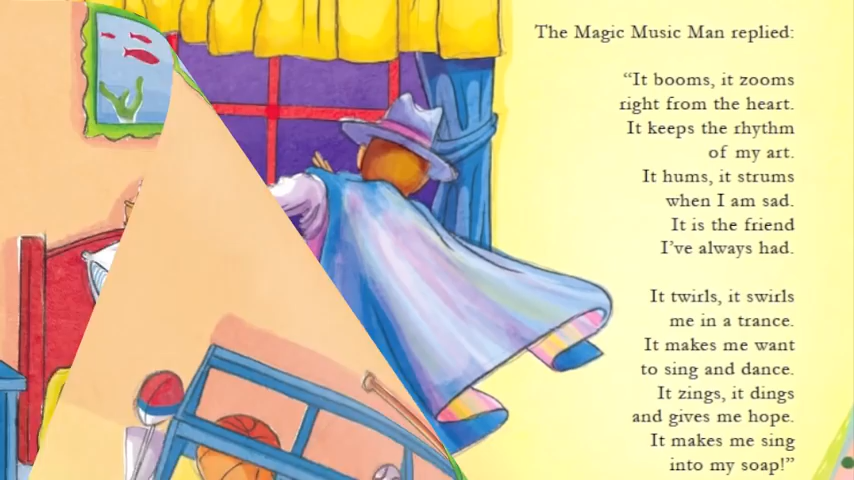 The Magic Music Man replied:
“It booms, it zooms
right from the heart.
It keeps the rhythm
of my art.
It hums, it strums
when I am sad.
It is the friend
I’ve always had.
It twirls, it swirls
me in a trance.
It makes me want
to sing and dance.
It zings, it dings
and gives me hope.
It makes me sing
into my soap!”